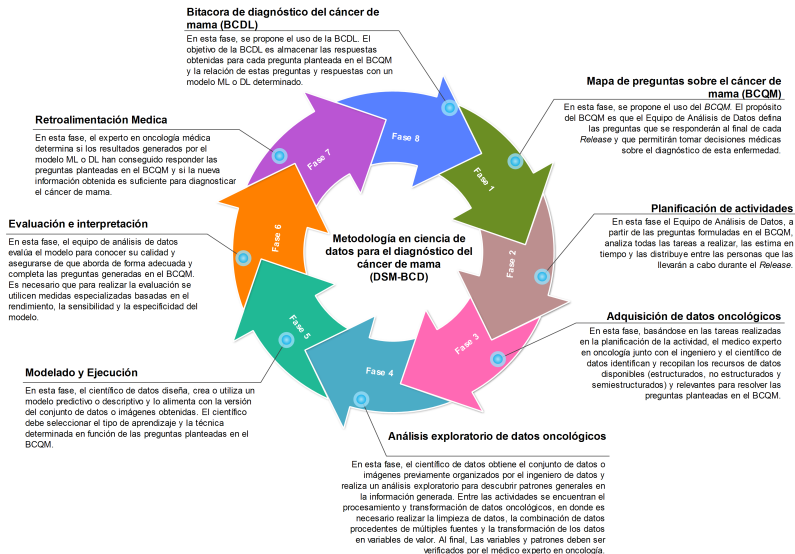 Bitacora de diagnóstico del cáncer de
mama (BCDL)
En esta fase, se propone el uso de la BCDL. El
objetivo de la BCDL es almacenar las respuestas
obtenidas para cada pregunta planteada en el BCQM
y la relación de estas preguntas y respuestas con un
modelo ML o DL determinado.
Mapa de preguntas sobre el cáncer de
mama (BCQM)
En esta fase, se propone el uso del BCQM. El propósito
del BCQM es que el Equipo de Análisis de Datos defina
las preguntas que se responderán al final de cada
Release y que permitirán tomar decisiones médicas
sobre el diagnóstico de esta enfermedad.
Planificación de actividades
En esta fase el Equipo de Análisis de Datos, a
partir de las preguntas formuladas en el BCQM,
analiza todas las tareas a realizar, las estima en
tiempo y las distribuye entre las personas que las
llevarán a cabo durante el Release.
Adquisición de datos oncológicos
En esta fase, basándose en las tareas realizadas
en la planificación de la actividad, el medico experto
en oncología junto con el ingeniero y el científico de
datos identifican y recopilan los recursos de datos
disponibles (estructurados, no estructurados y
semiestructurados) y relevantes para resolver las
preguntas planteadas en el BCQM.
Análisis exploratorio de datos oncológicos
En esta fase, el científico de datos obtiene el conjunto de datos o
imágenes previamente organizados por el ingeniero de datos y
realiza un análisis exploratorio para descubrir patrones generales en
la información generada. Entre las actividades se encuentran el
procesamiento y transformación de datos oncológicos, en donde es
necesario realizar la limpieza de datos, la combinación de datos
procedentes de múltiples fuentes y la transformación de los datos
en variables de valor. Al final, Las variables y patrones deben ser
verificados por el médico experto en oncología.
Modelado y Ejecución
En esta fase, el científico de datos diseña, crea o utiliza un
modelo predictivo o descriptivo y lo alimenta con la versión
del conjunto de datos o imágenes obtenidas. El científico
debe seleccionar el tipo de aprendizaje y la técnica
determinada en función de las preguntas planteadas en el
BCQM.
Evaluación e interpretación
En esta fase, el equipo de análisis de datos
evalúa el modelo para conocer su calidad y
asegurarse de que aborda de forma adecuada y
completa las preguntas generadas en el BCQM.
Es necesario que para realizar la evaluación se
utilicen medidas especializadas basadas en el
rendimiento, la sensibilidad y la especificidad del
modelo.
Retroalimentación Medica
En esta fase, el experto en oncología médica
determina si los resultados generados por el
modelo ML o DL han conseguido responder las
preguntas planteadas en el BCQM y si la nueva
información obtenida es suficiente para diagnosticar
el cáncer de mama.
Metodología en ciencia de
datos para el diagnóstico del
cáncer de mama
(DSM-BCD)
Fase 1
Fase 2
Fase 3
Fase 4
Fase 5
Fase 6
Fase 7
Fase 8